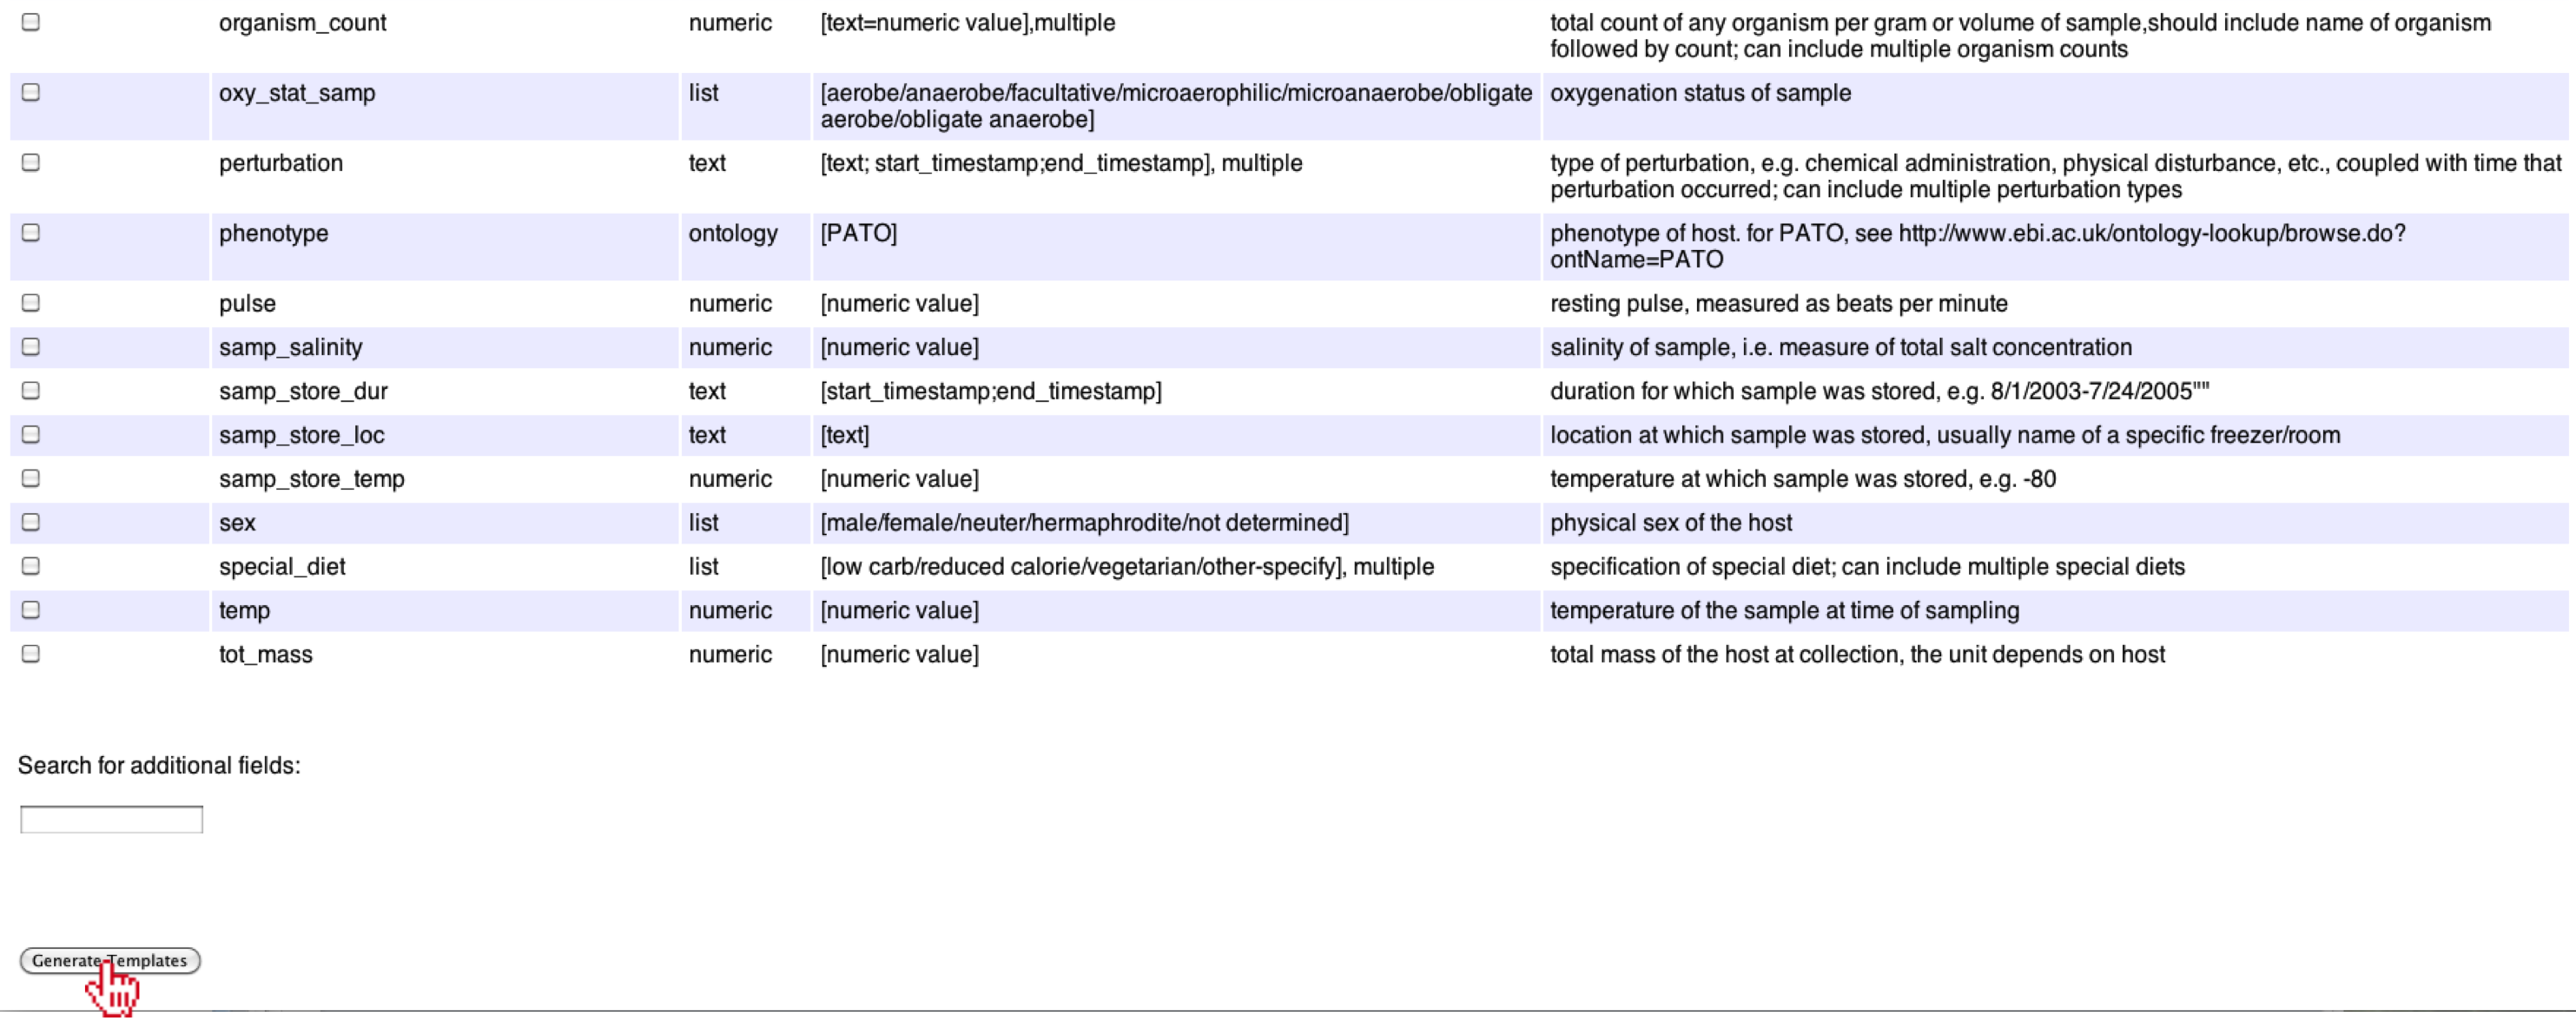 organism_count numeric [text=numeric value],multiple total count of any organism per gram or volume of sample,should include name of organism
followed by count; can include multiple organism counts
oxy_stat_samp list [aerobe/anaerobe/facultative/microaerophilic/microanaerobe/obligate oxygenation status of sample
aerobe/obligate anaerobe]
perturbation text [text; start_timestamp;end_timestamp], multiple type of perturbation, e.g. chemical administration, physical disturbance, etc., coupled with time that
perturbation occurred; can include multiple perturbation types
phenotype ontology [PATO] phenotype of host. for PATO, see http://www.ebi.ac.uk/ontology-lookup/browse.do?
ontName=PATO
pulse numeric [numeric value] resting pulse, measured as beats per minute
samp_salinity numeric [numeric value] salinity of sample, i.e. measure of total salt concentration
samp_store_dur text [start_timestamp;end_timestamp] duration for which sample was stored, e.g. 8/1/2003-7/24/2005""
samp_store_loc text [text] location at which sample was stored, usually name of a specific freezer/room
samp_store_temp numeric [numeric value] temperature at which sample was stored, e.g. -80
sex list [male/female/neuter/hermaphrodite/not determined] physical sex of the host
special_diet list [low carb/reduced calorie/vegetarian/other-specify], multiple specification of special diet; can include multiple special diets
temp numeric [numeric value] temperature of the sample at time of sampling
tot_mass numeric [numeric value] total mass of the host at collection, the unit depends on host
Search for additional fields:
Generate Templates